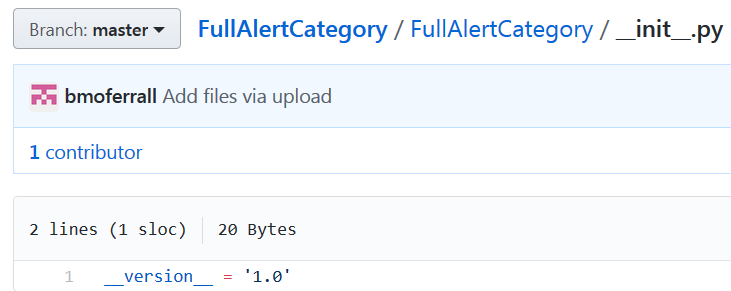 Branch: master FullAlertCategory / FullAlertCategory / __init__.py
bmoferrall Add files via upload
1 contributor
2 lines (1 sloc) 20 Bytes
1 __version__ = '1.0'